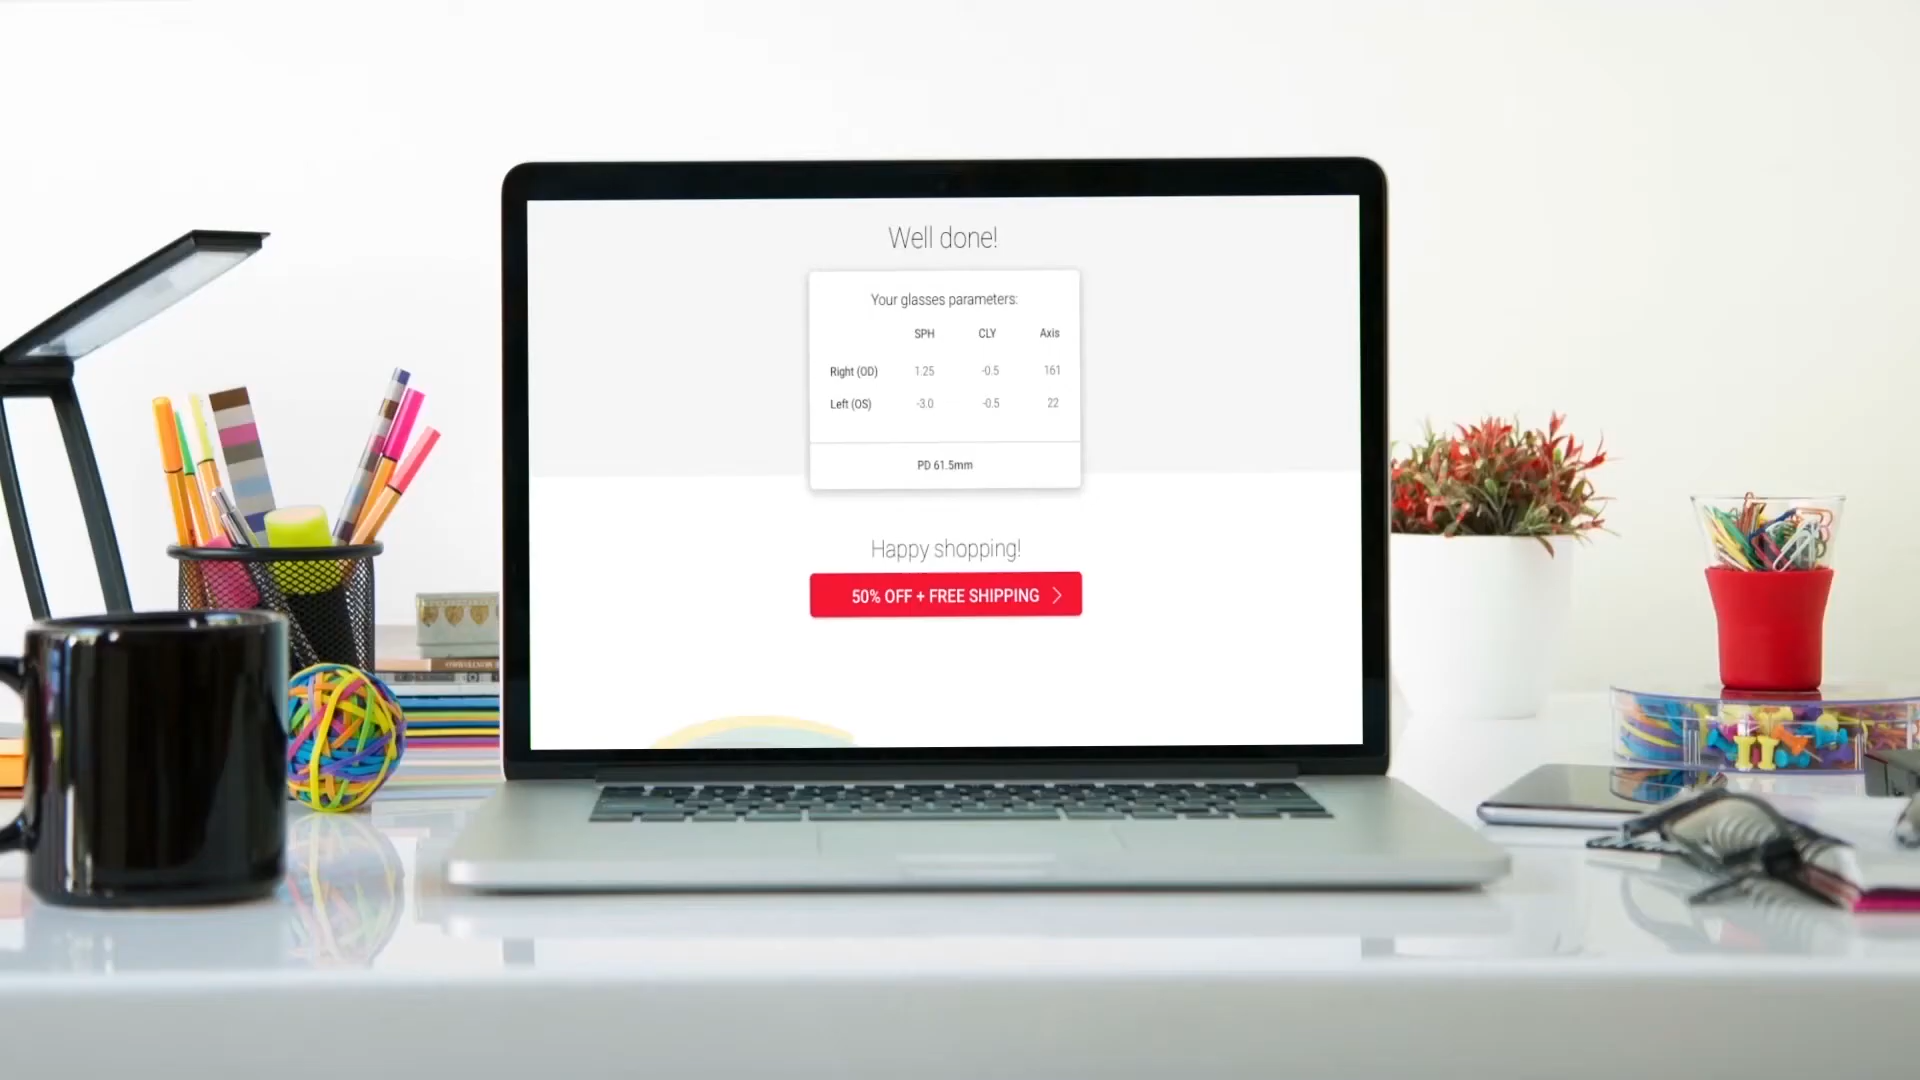 Well done!
Your glasses parameters:
SPH CLY Axis
Right (OD) 1.25 -0.5 161
Left (OS) -3.0 -0.5 22
PD 61.5mm
Happy shopping!
50% OFF + FREE SHIPPING